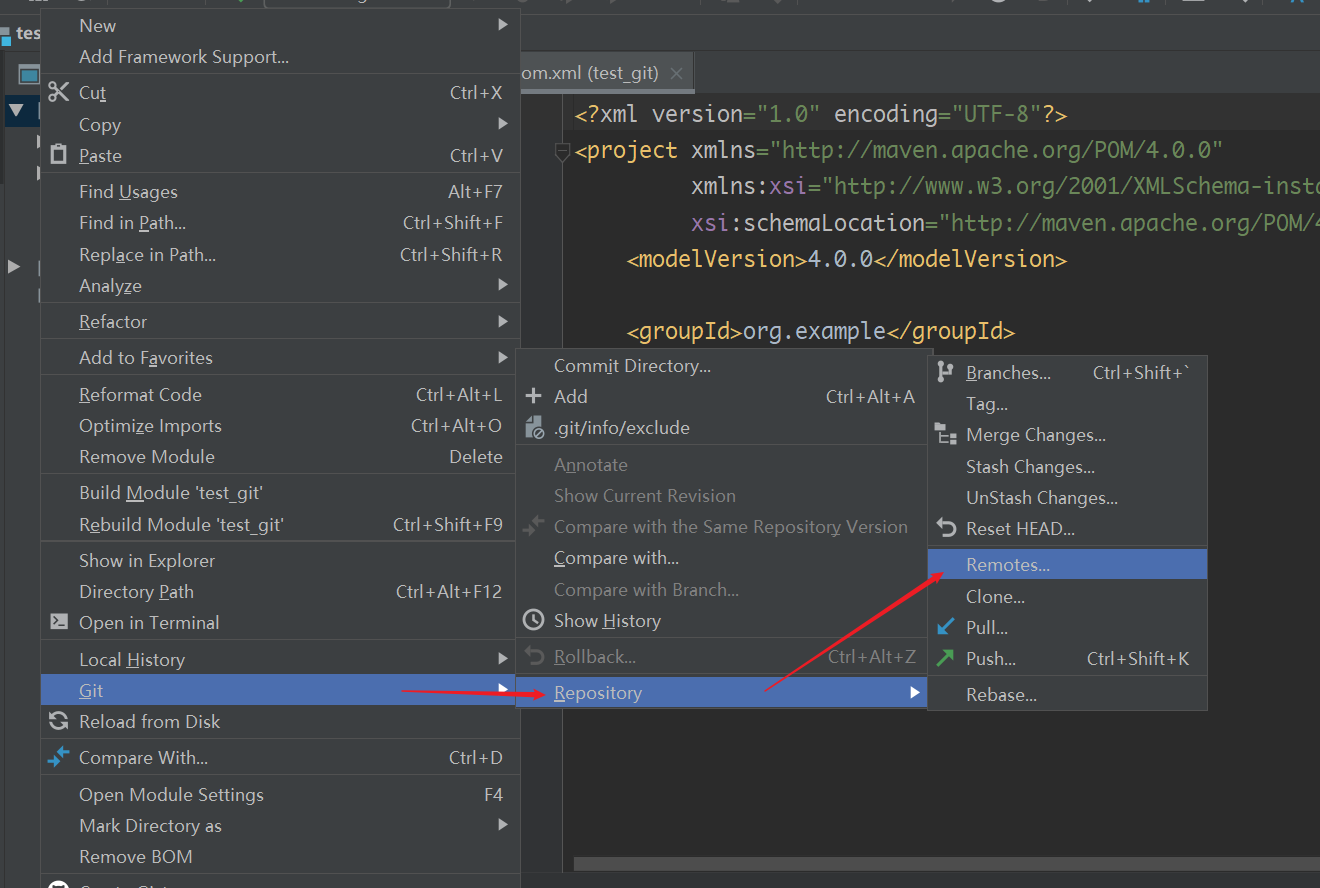 tes
New
Add Framework Support...
Cut Ctrl+X
Copy
Paste Ctrl+V
Find Usages Alt+F7
Find in Path... Ctrl+Shift+F
Replace in Path... Ctrl+Shift+R
Analyze
Refactor
Add to Favorites
Reformat Code Ctrl+Alt+L
Optimize Imports Ctrl+Alt+O
Remove Module Delete
Build Module 'test_git'
Rebuild Module 'test_git' Ctrl+Shift+F9
Show in Explorer
Directory Path Ctrl+Alt+F12
Open in Terminal
Local History
Git
Reload from Disk
Compare With... Ctrl+D
Open Module Settings F4
Mark Directory as
Remove BOM
om.xml (test_git)
<?xml version="1.0" encoding="UTF-8"?>
<project xmlns="http://maven.apache.org/POM/4.0.0"
xmlns:xsi="http://www.w3.org/2001/XMLSchema-insta
xsi:schemaLocation="http://maven.apache.org/POM/4
<modelVersion>4.0.0</modelVersion>
<groupId>org.example</groupId>
Commit Directory...
Add Ctrl+Alt+A
.git/info/exclude
Annotate
Show Current Revision
Compare with the Same Repository Version
Compare with...
Compare with Branch...
Show History
Rollback... Ctrl+Alt+Z
Repository
Branches... Ctrl+Shift+`
Tag...
Merge Changes...
Stash Changes...
UnStash Changes...
Reset HEAD...
Remotes...
Clone...
Pull...
Push... Ctrl+Shift+K
Rebase...